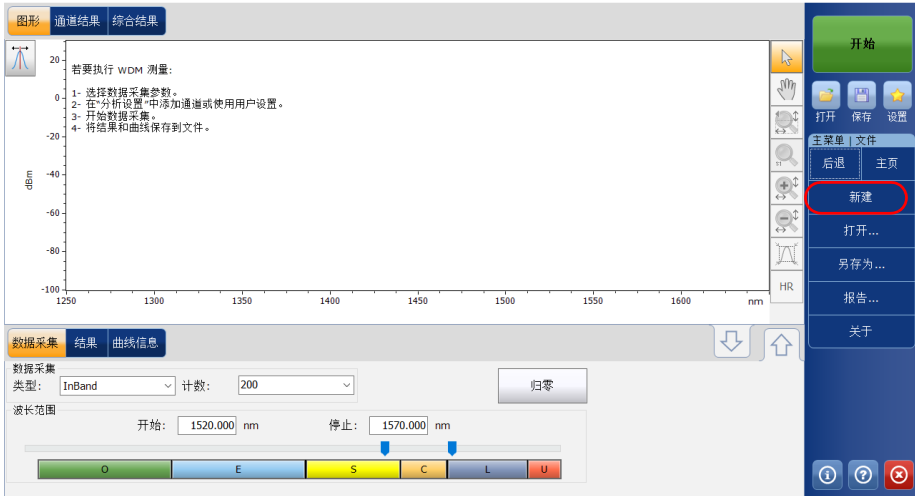 图形 通道结果 综合结果
若要执行 WDM 测量:
1- 选择数据采集参数。
2- 在"分析设置"中添加通道或使用用户设置。
3- 开始数据采集。
4- 将结果和曲线保存到文件。
20
0
-20
-40
-60
-80
-100
dBm
1250 1300 1350 1400 1450 1500 1550 1600 nm
1:1
HR
开始
打开 保存 设置
主菜单 | 文件
后退 主页
新建
打开...
另存为...
报告...
关于
数据采集 结果 曲线信息
数据采集
类型: InBand 计数: 200 归零
波长范围
开始: 1520.000 nm 停止: 1570.000 nm
O E S C L U